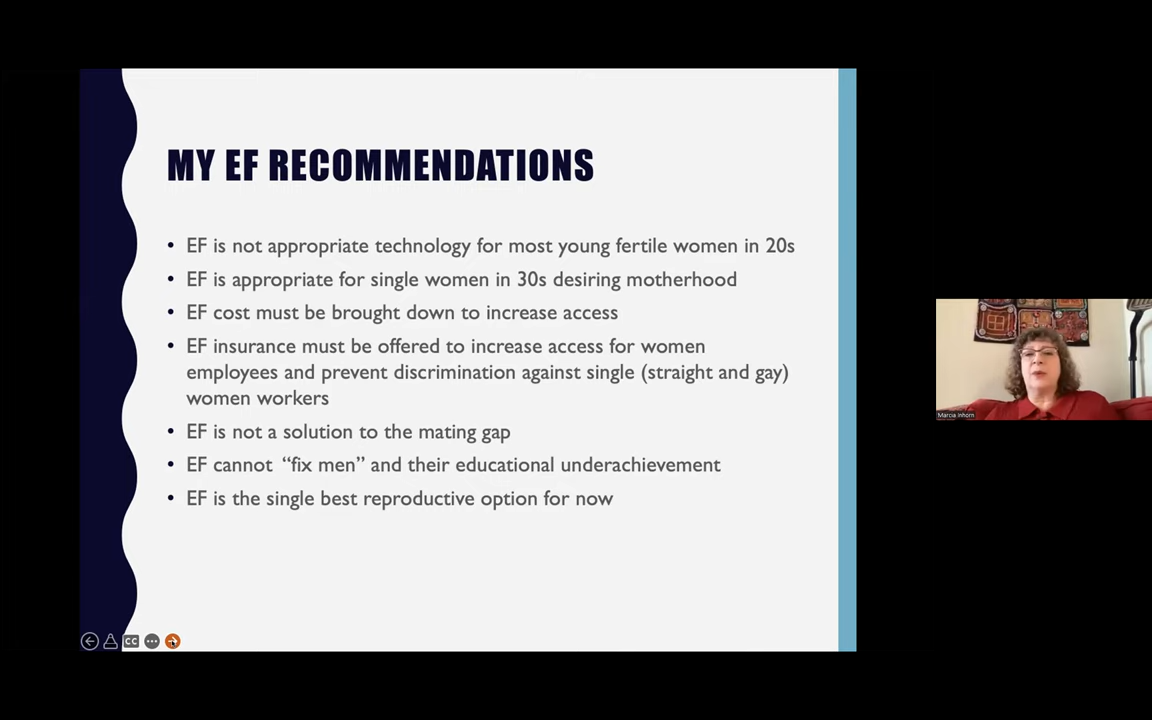 MY EF RECOMMENDATIONS
• EF is not appropriate technology for most young fertile women in 20s
• EF is appropriate for single women in 30s desiring motherhood
• EF cost must be brought down to increase access
• EF insurance must be offered to increase access for women
employees and prevent discrimination against single (straight and gay)
women workers
• EF is not a solution to the mating gap
• EF cannot “fix men” and their educational underachievement
• EF is the single best reproductive option for now
CC
Marcia Inhorn